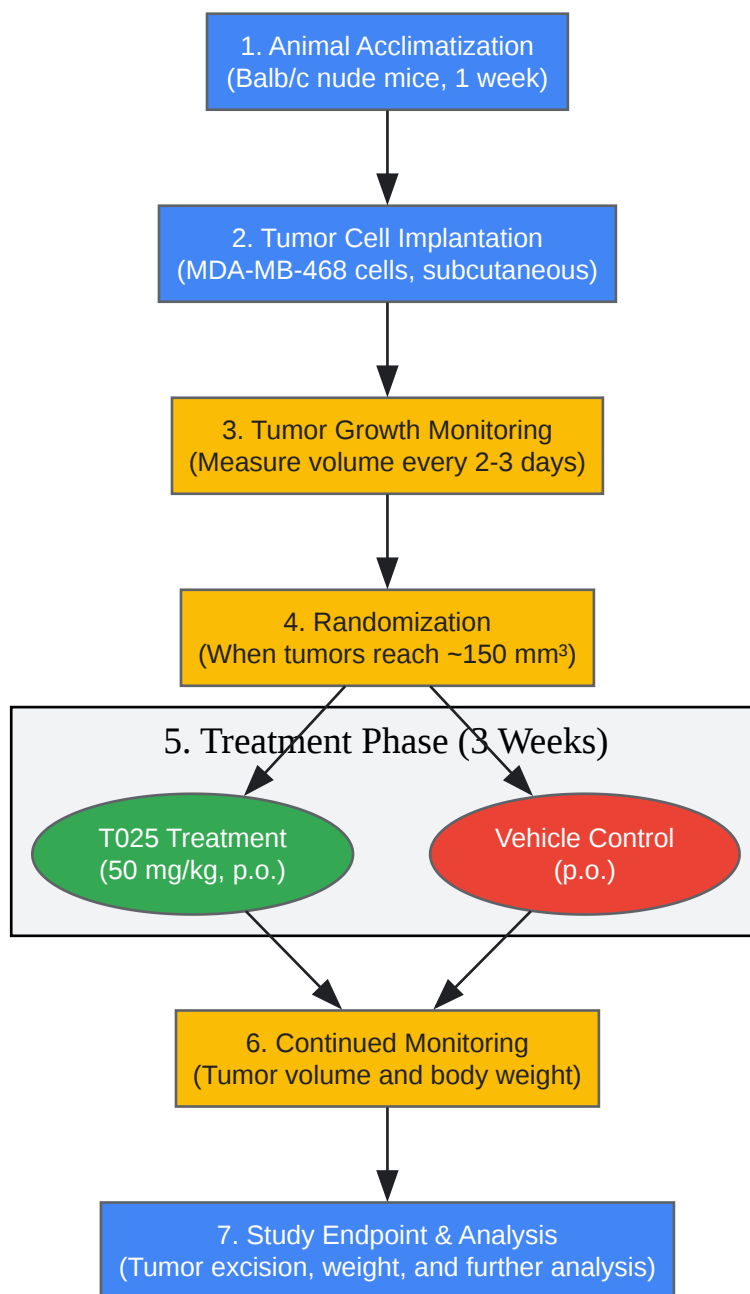 1. Animal Acclimatization
(Balb/c nude mice, 1 week)
2. Tumor Cell Implantation
(MDA-MB-468 cells, subcutaneous)
3. Tumor Growth Monitoring
(Measure volume every 2-3 days)
4. Randomization
(When tumors reach ~150 mm³)
5. Treatment Phase (3 Weeks)
T025 Treatment
(50 mg/kg, p.o.)
Vehicle Control
(p.o.)
6. Continued Monitoring
(Tumor volume and body weight)
7. Study Endpoint & Analysis
(Tumor excision, weight, and further analysis)